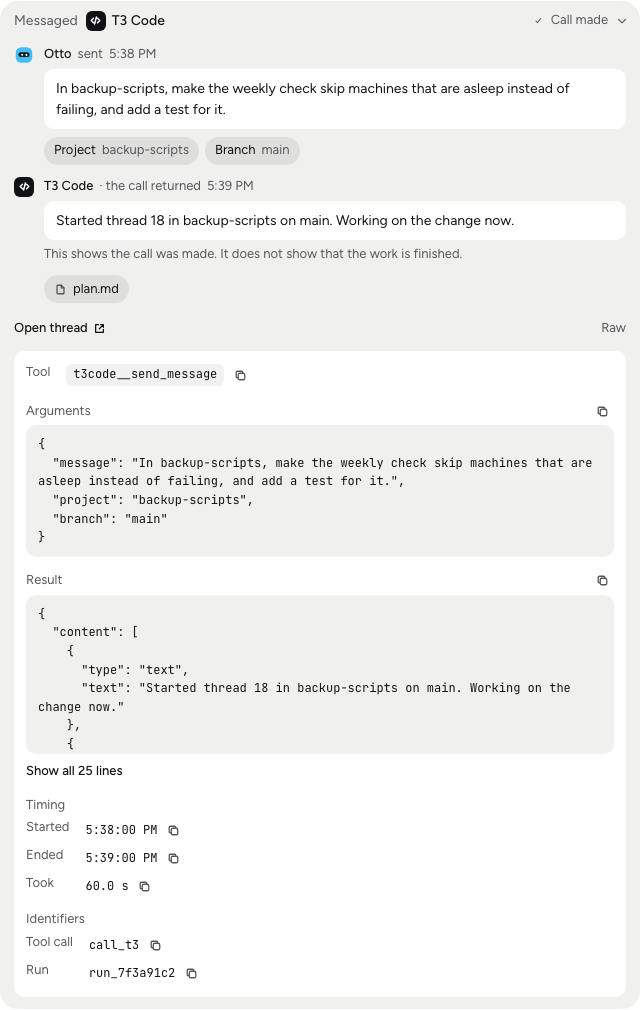 Messaged T3 Code Call made
Otto sent 5:38 PM
In backup-scripts, make the weekly check skip machines that are asleep instead of
failing, and add a test for it.
Project backup-scripts Branch main
T3 Code · the call returned 5:39 PM
Started thread 18 in backup-scripts on main. Working on the change now.
This shows the call was made. It does not show that the work is finished.
plan.md
Open thread Raw
Tool t3code__send_message
Arguments
{
"message": "In backup-scripts, make the weekly check skip machines that are
asleep instead of failing, and add a test for it.",
"project": "backup-scripts",
"branch": "main"
}
Result
{
"content": [
{
"type": "text",
"text": "Started thread 18 in backup-scripts on main. Working on the
change now."
},
{
Show all 25 lines
Timing
Started 5:38:00 PM
Ended 5:39:00 PM
Took 60.0 s
Identifiers
Tool call call_t3
Run run_7f3a91c2